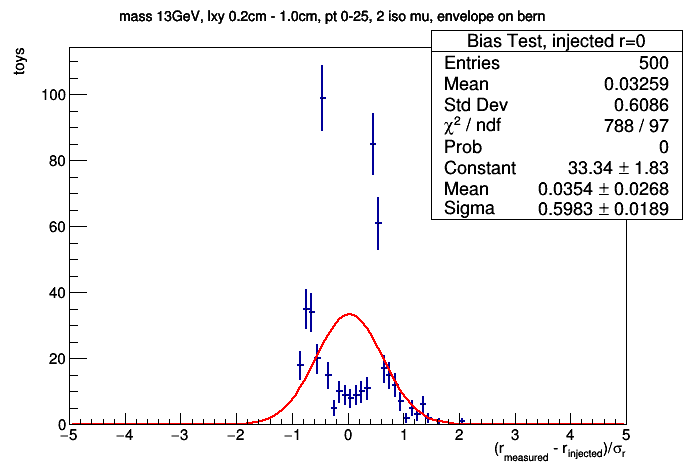 mass 13GeV, lxy 0.2cm - 1.0cm, pt 0-25, 2 iso mu, envelope on bern
Bias Test, injected r=0
Entries 500
Mean 0.03259
Std Dev 0.6086
χ² / ndf 788 / 97
Prob 0
Constant 33.34 ± 1.83
Mean 0.0354 ± 0.0268
Sigma 0.5983 ± 0.0189
toys
100
80
60
40
20
0
−5 −4 −3 −2 −1 0 1 2 3 4 5
(r_measured - r_injected)/σ_r